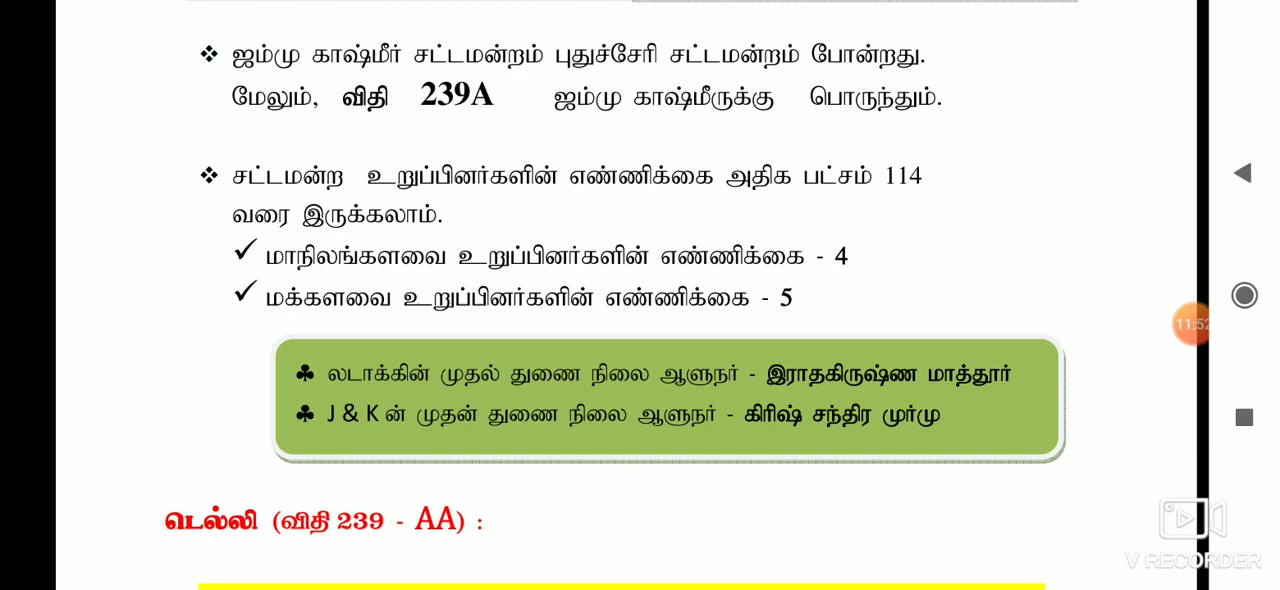 ❖ ஜம்மு காஷ்மீர் சட்டமன்றம் புதுச்சேரி சட்டமன்றம் போன்றது.
மேலும், விதி 239A ஜம்மு காஷ்மீருக்கு பொருந்தும்.
❖ சட்டமன்ற உறுப்பினர்களின் எண்ணிக்கை அதிக பட்சம் 114
வரை இருக்கலாம்.
✓ மாநிலங்களவை உறுப்பினர்களின் எண்ணிக்கை - 4
✓ மக்களவை உறுப்பினர்களின் எண்ணிக்கை - 5
♣ லடாக்கின் முதல் துணை நிலை ஆளுநர் - இராதகிருஷ்ண மாத்தூர்
♣ J & K ன் முதன் துணை நிலை ஆளுநர் - கிரிஷ் சந்திர முர்மு
டெல்லி (விதி 239 - AA) :
11:52
V RECORDER